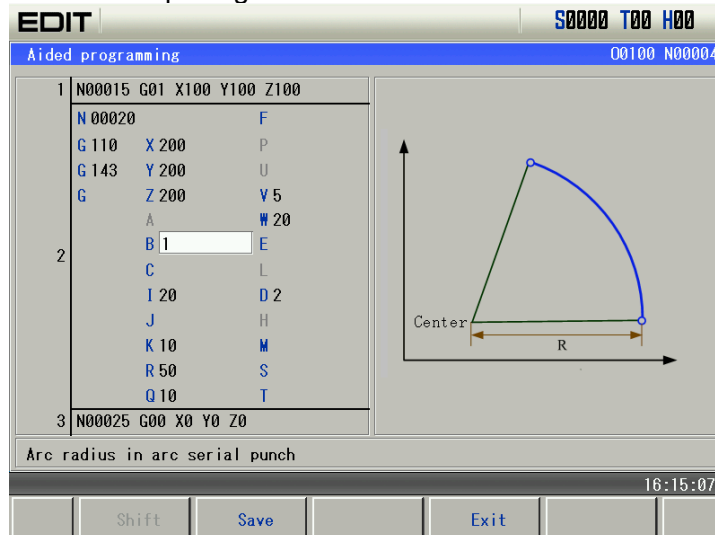 EDIT S0000 T00 H00
Aided programming O0100 N00004
1 N00015 G01 X100 Y100 Z100
N 00020 F
G 110 X 200 P
G 143 Y 200 U
G Z 200 V 5
A W 20
2 B 1 E
C L
I 20 D 2
J H
K 10 M
R 50 S
Q 10 T
Center
R
3 N00025 G00 X0 Y0 Z0
Arc radius in arc serial punch
16:15:07
Shift Save Exit